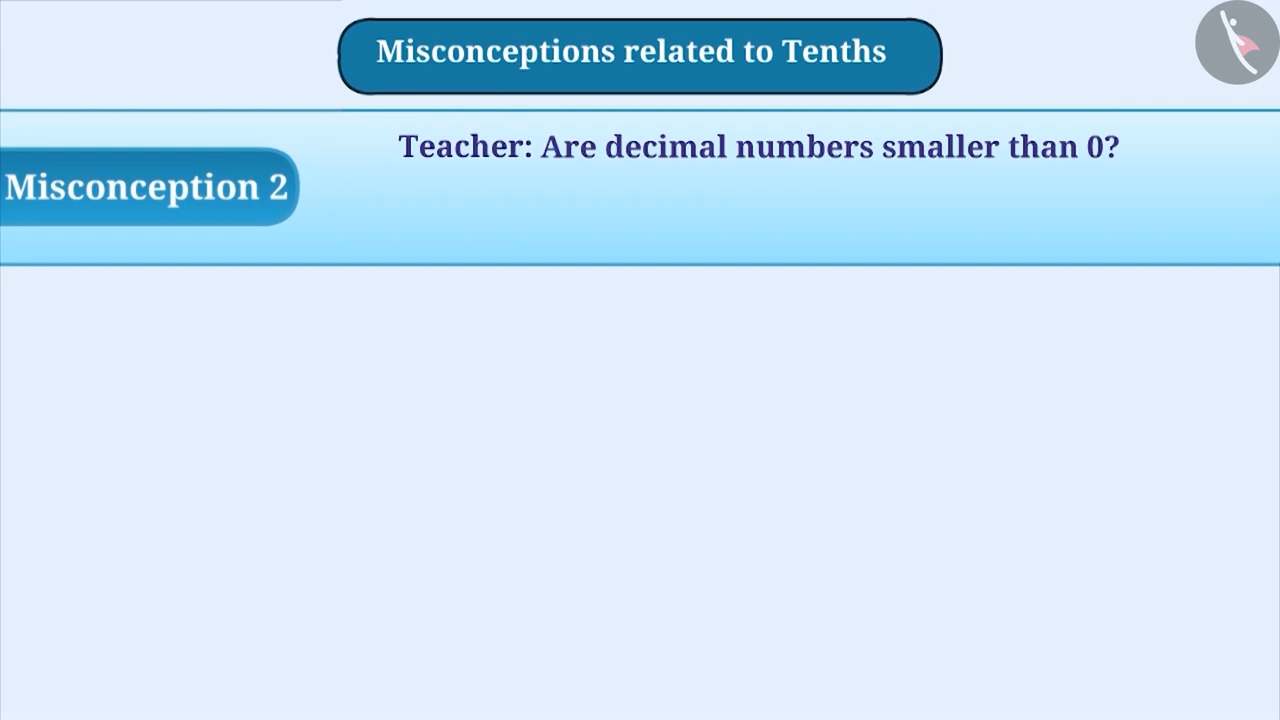 Misconceptions related to Tenths
Teacher: Are decimal numbers smaller than 0?
Misconception 2